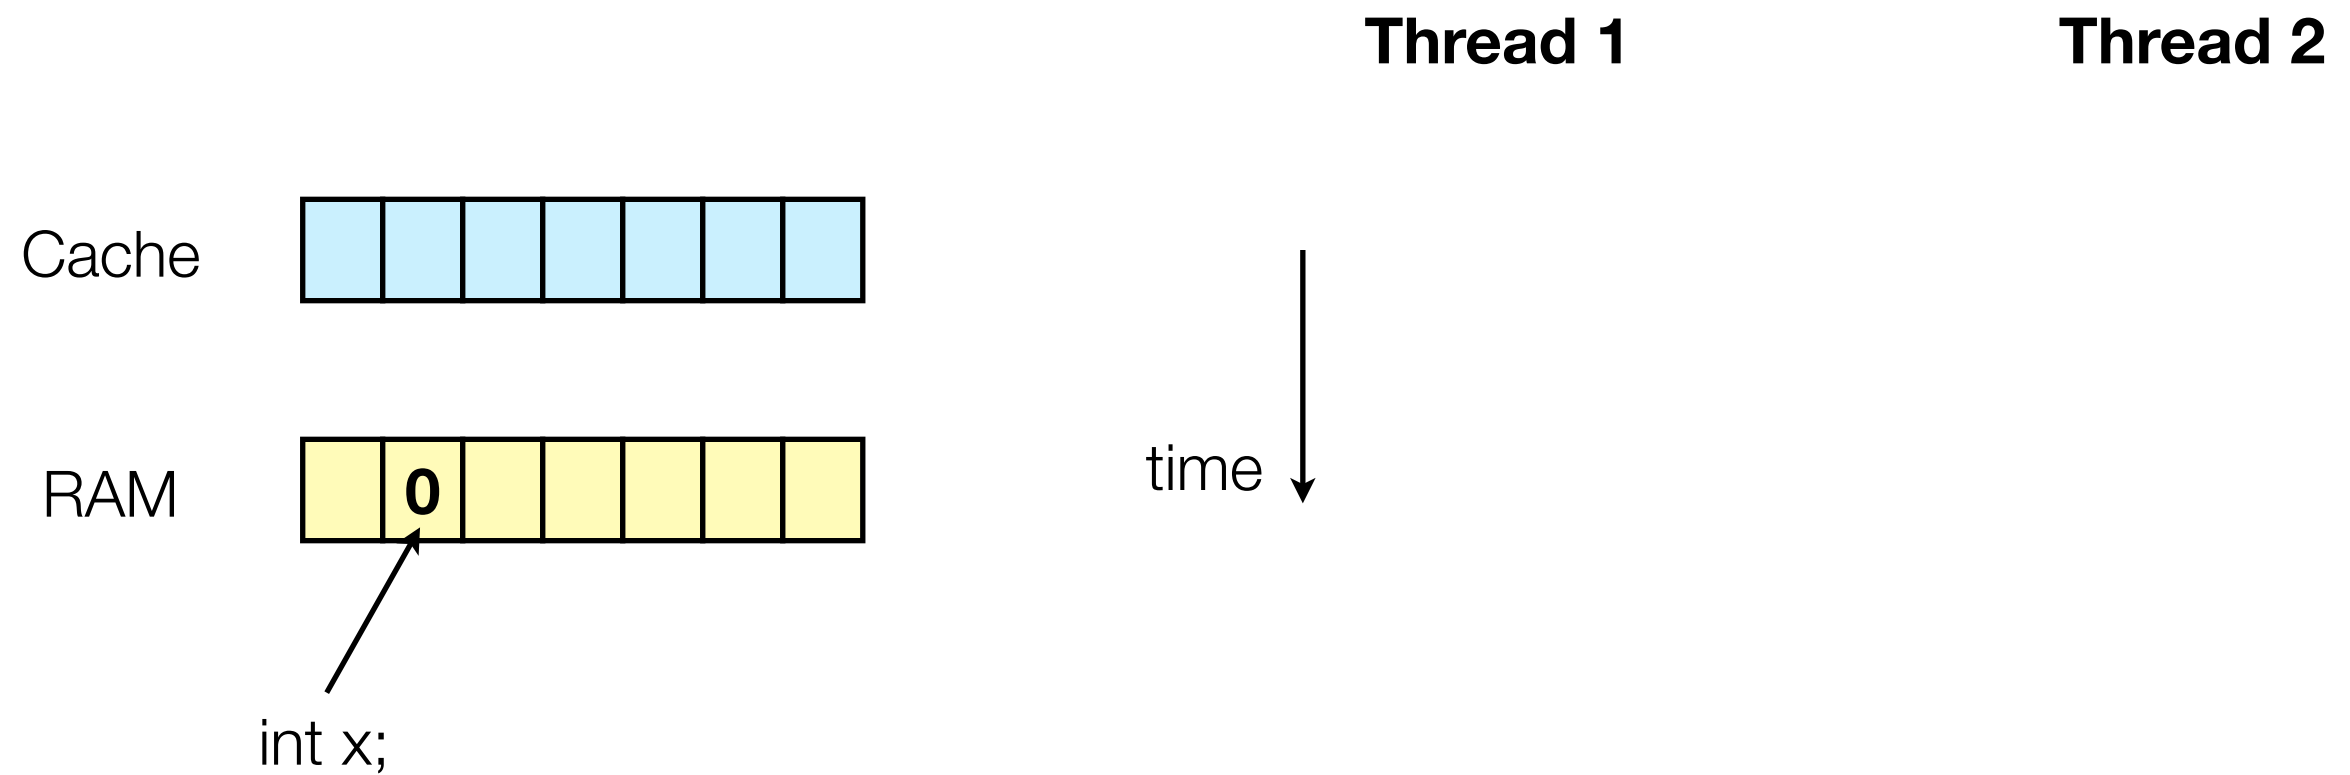 Thread 1
Thread 2
Cache
RAM
0
time
int x;